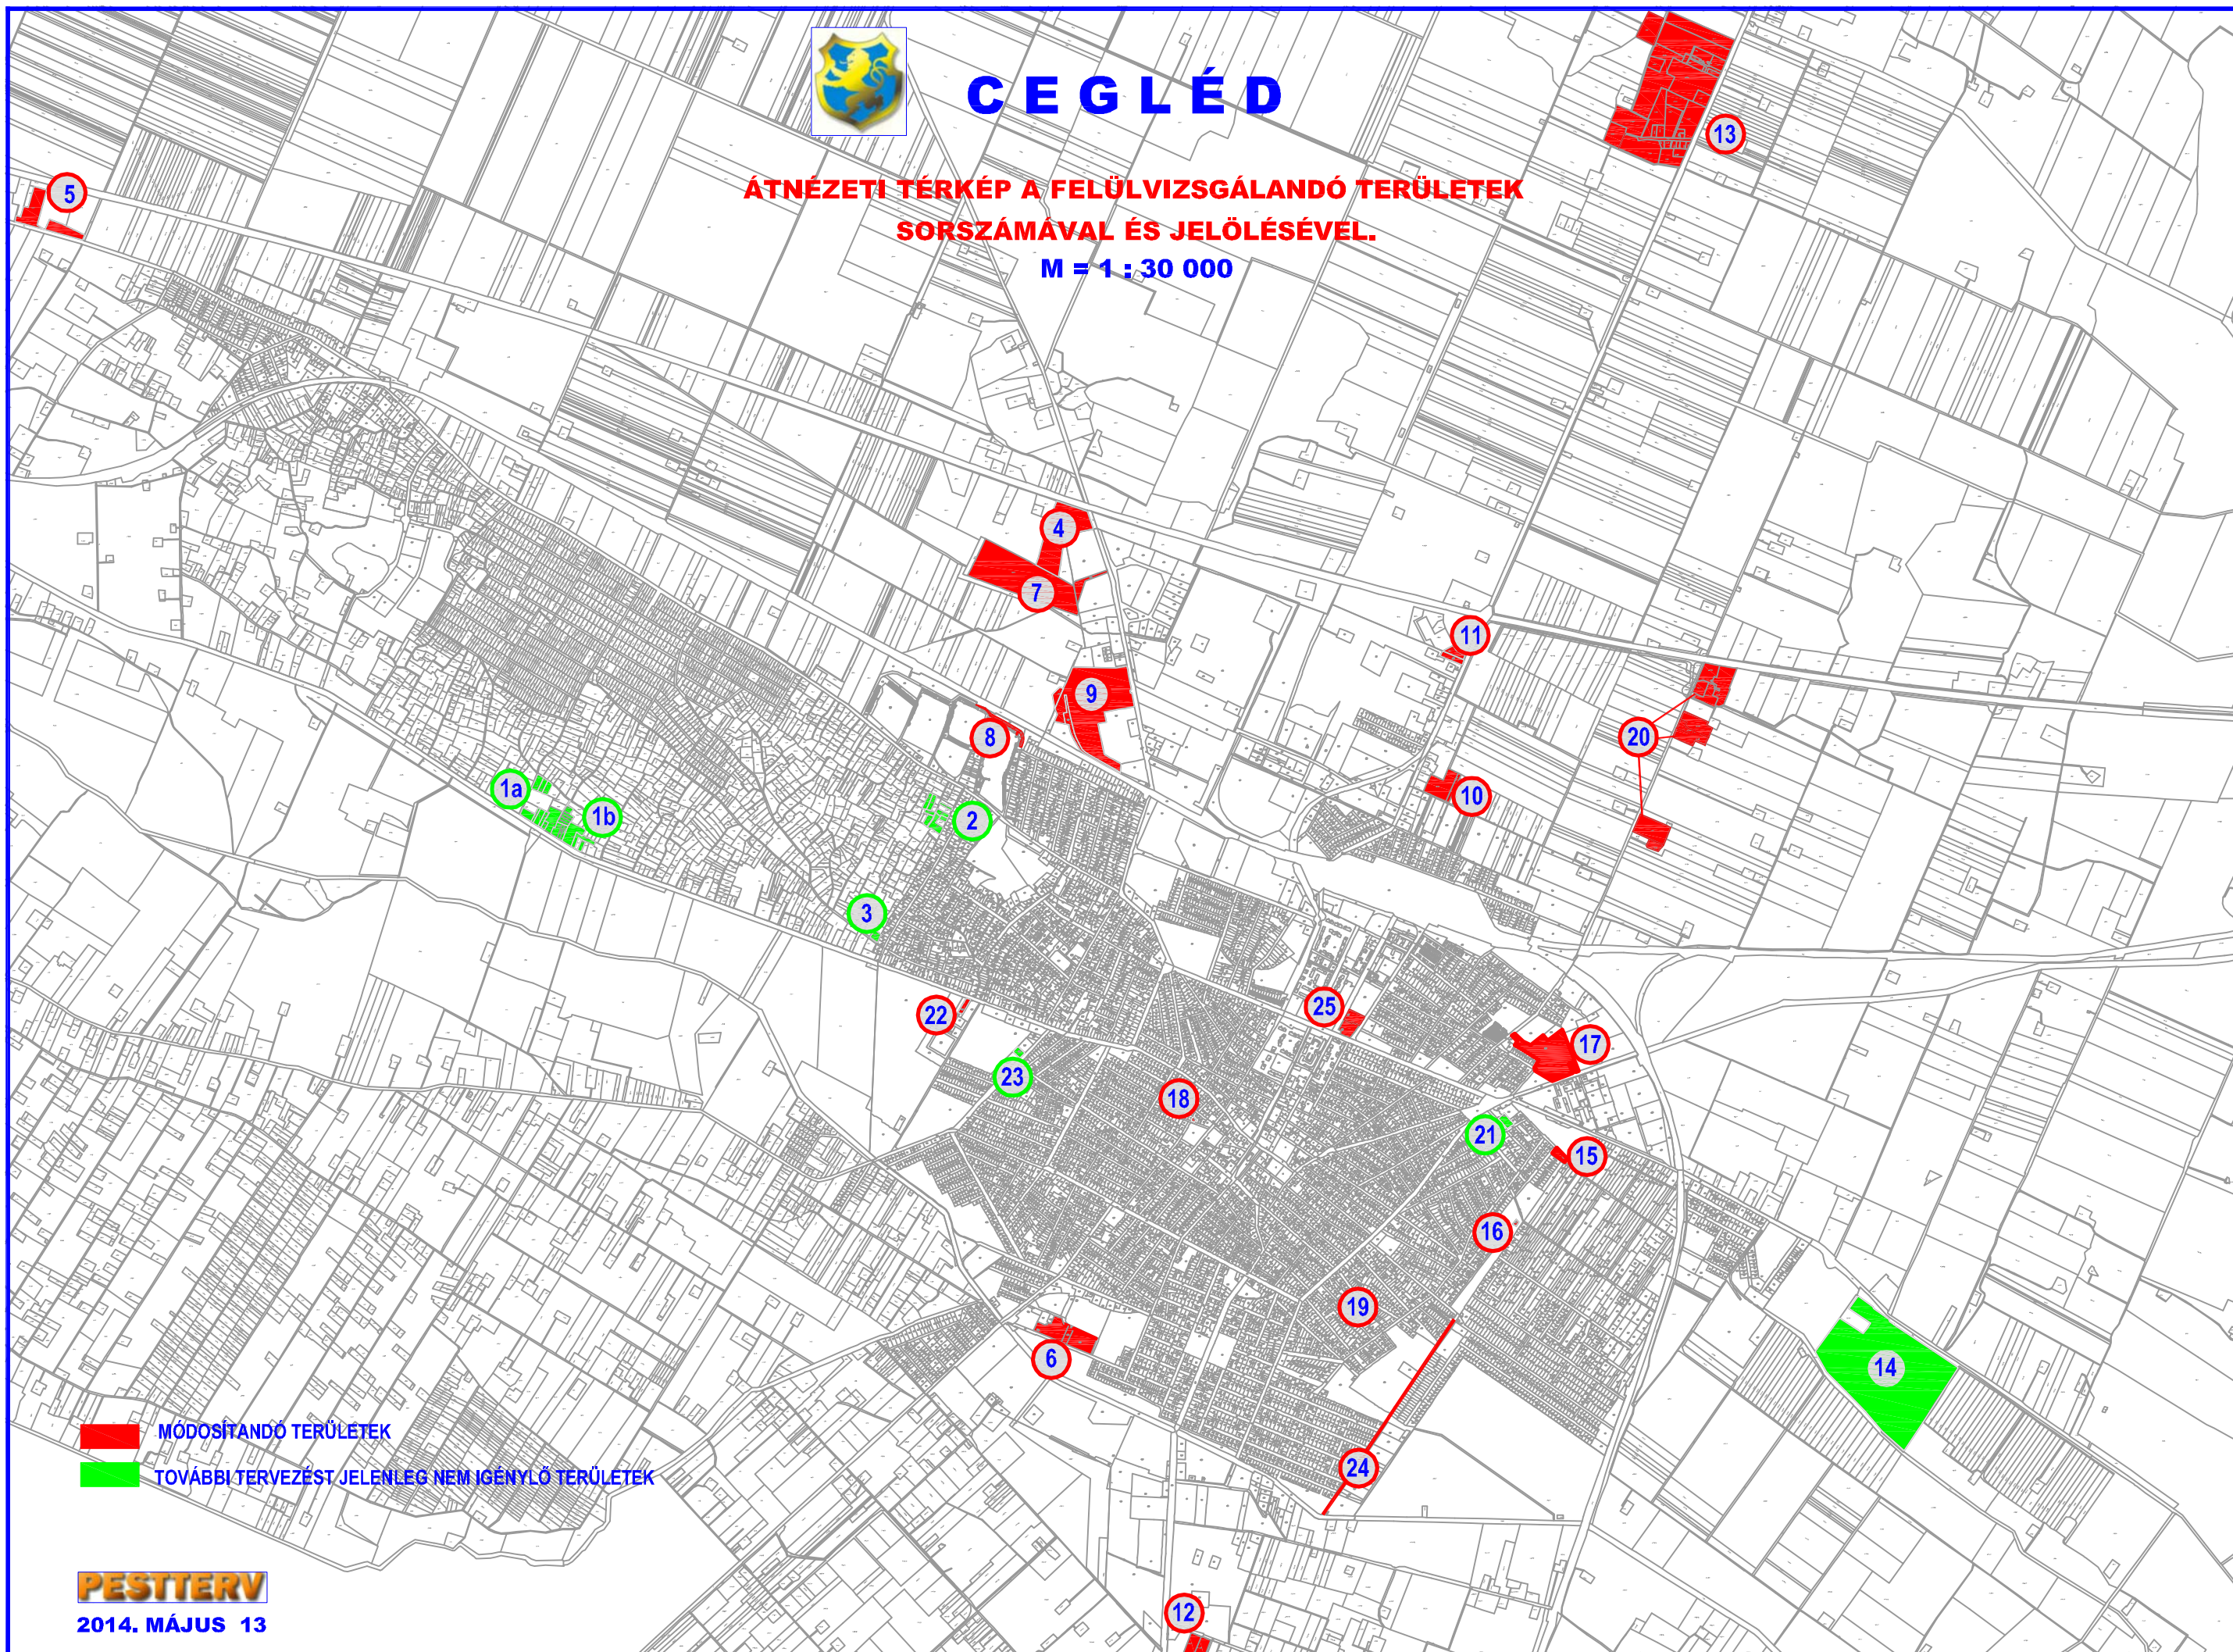 CEGLÉD
ÁTNÉZETI TÉRKÉP A FELÜLVIZSGÁLANDÓ TERÜLETEK
SORSZÁMÁVAL ÉS JELÖLÉSÉVEL.
M = 1 : 30 000
13
5
4
7
11
9
20
8
1a
10
1b
2
3
25
22
17
23
18
21
15
16
19
6
14
24
12
MÓDOSÍTANDÓ TERÜLETEK
TOVÁBBI TERVEZÉST JELENLEG NEM IGÉNYLŐ TERÜLETEK
PESTTERV
2014. MÁJUS 13